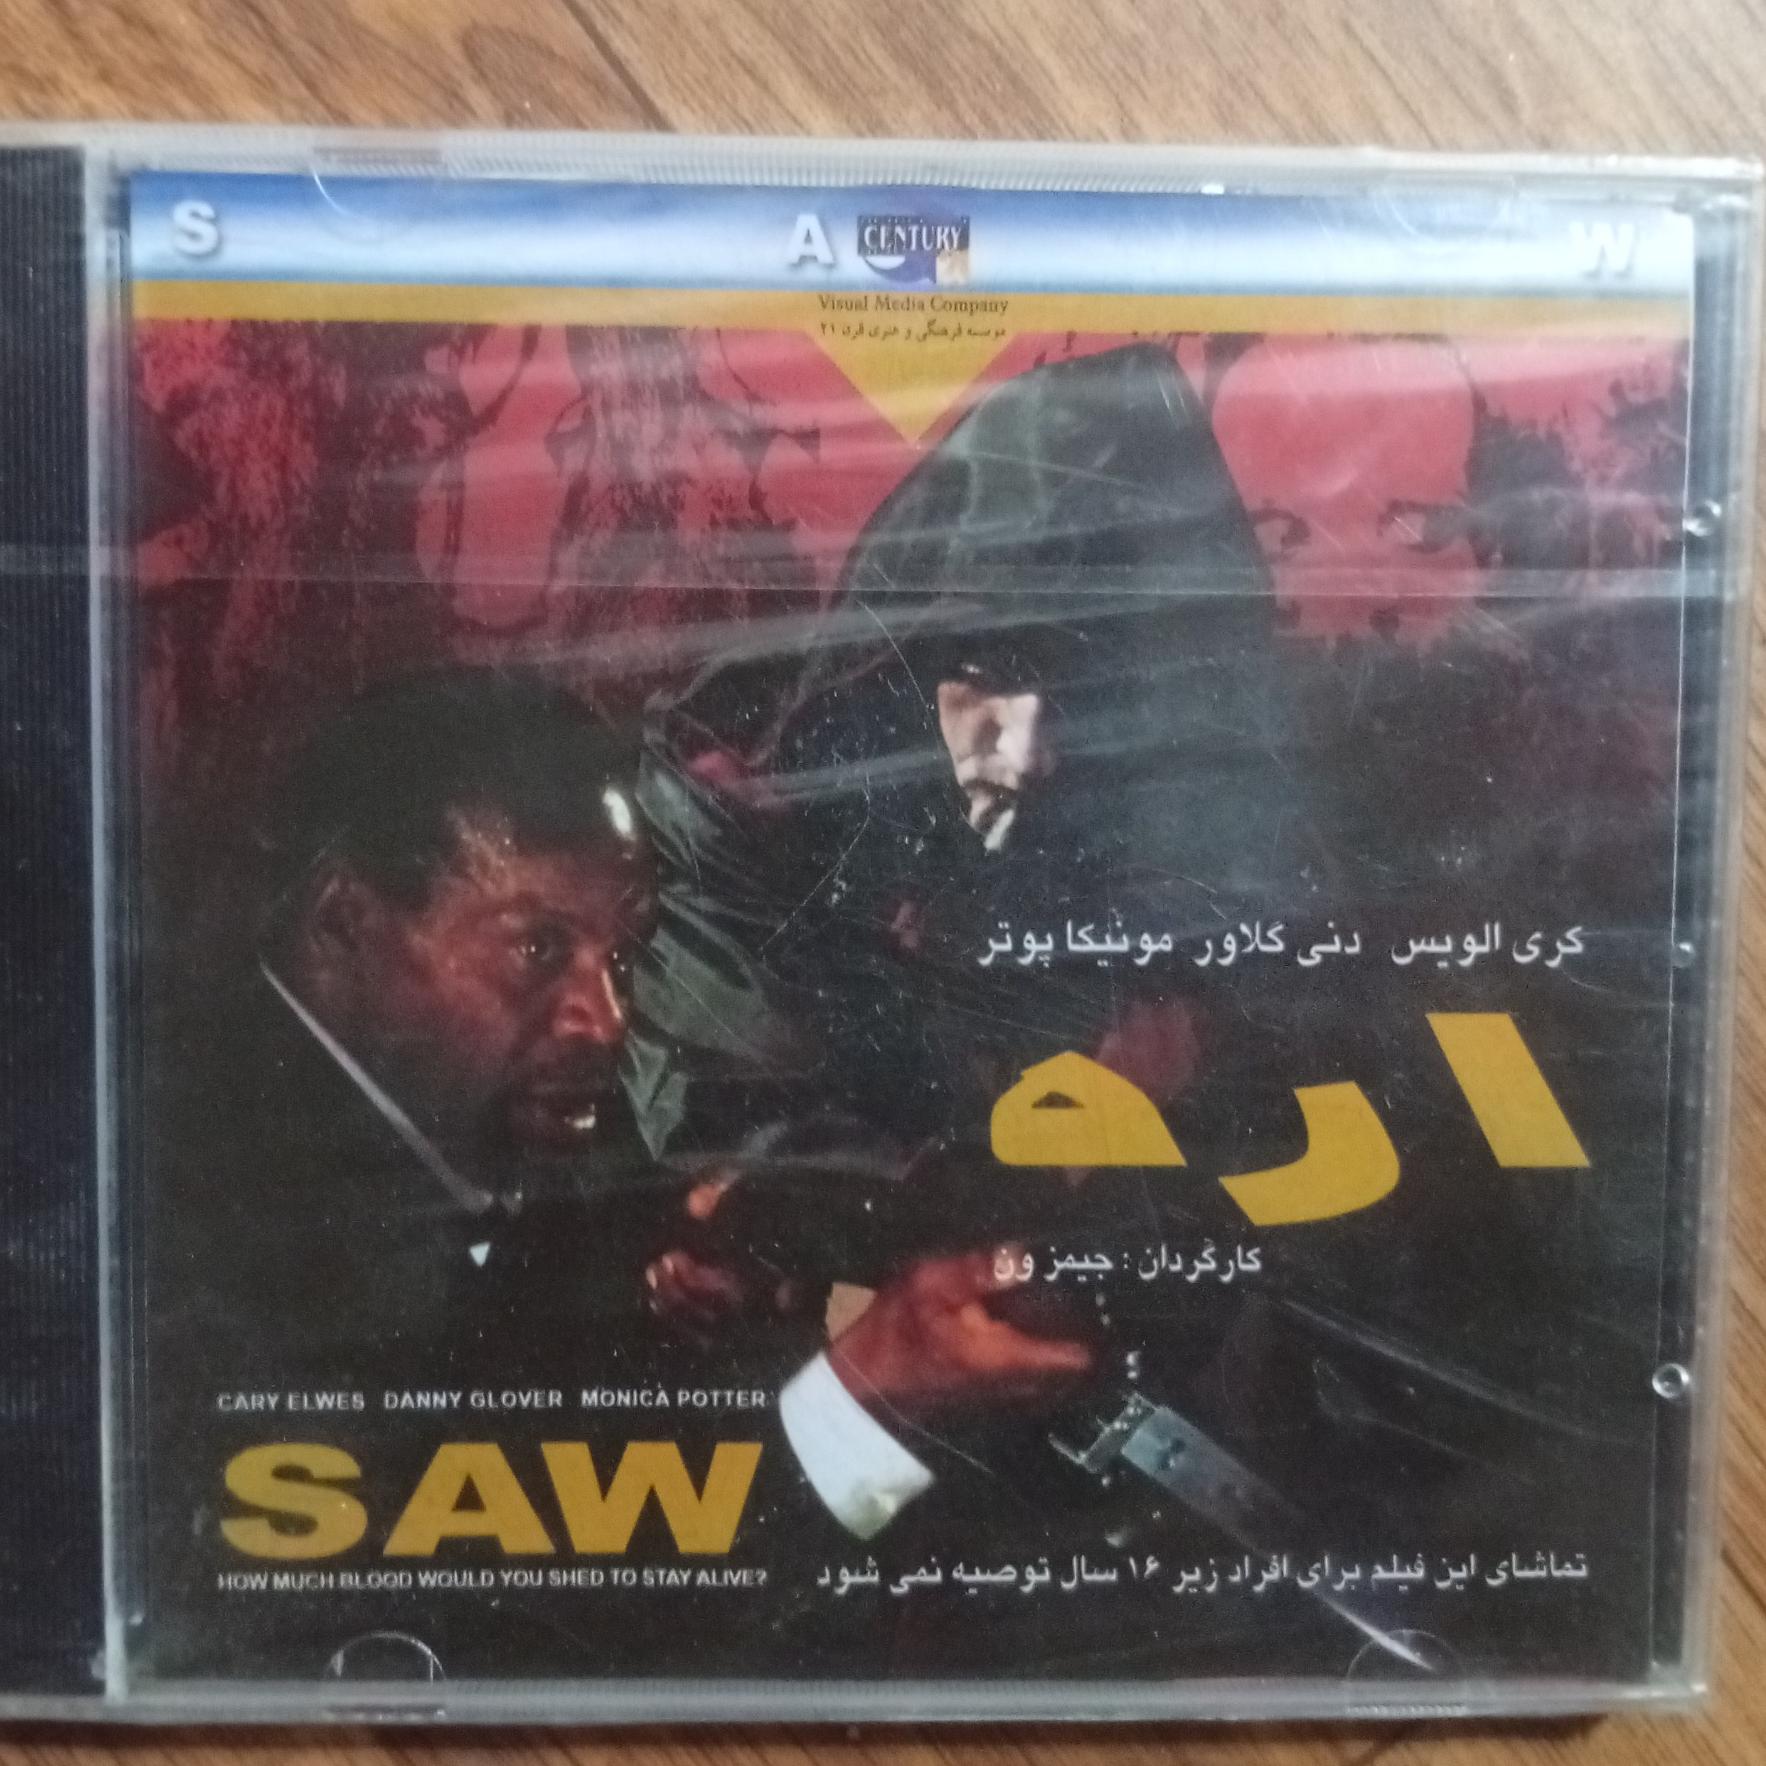 S A W
CENTURY
Visual Media Company
موسسه فرهنگی و هنری قرن ۲۱
کری الویس دنی گلاور مونیکا پوتر
اره
کارگردان : جیمز ون
CARY ELWES DANNY GLOVER MONICA POTTER
SAW
HOW MUCH BLOOD WOULD YOU SHED TO STAY ALIVE?
تماشای این فیلم برای افراد زیر ۱۶ سال توصیه نمی شود